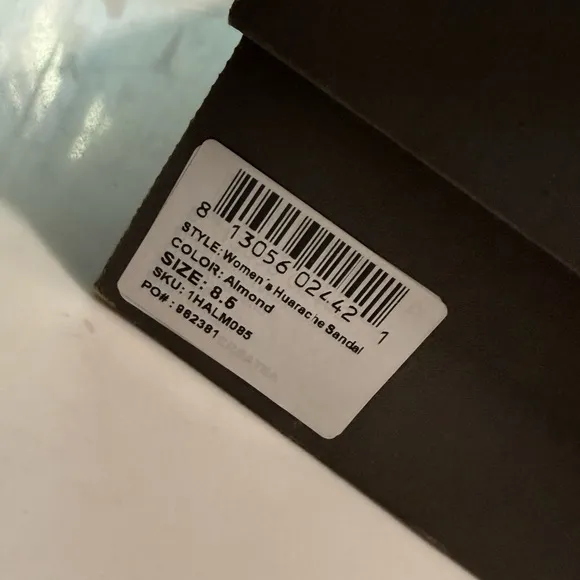 8 13056 02442 1
STYLE: Women's Huarache Sandal
COLOR: Almond
SIZE: 8.5
SKU: 1HALM085
PO#: 962381